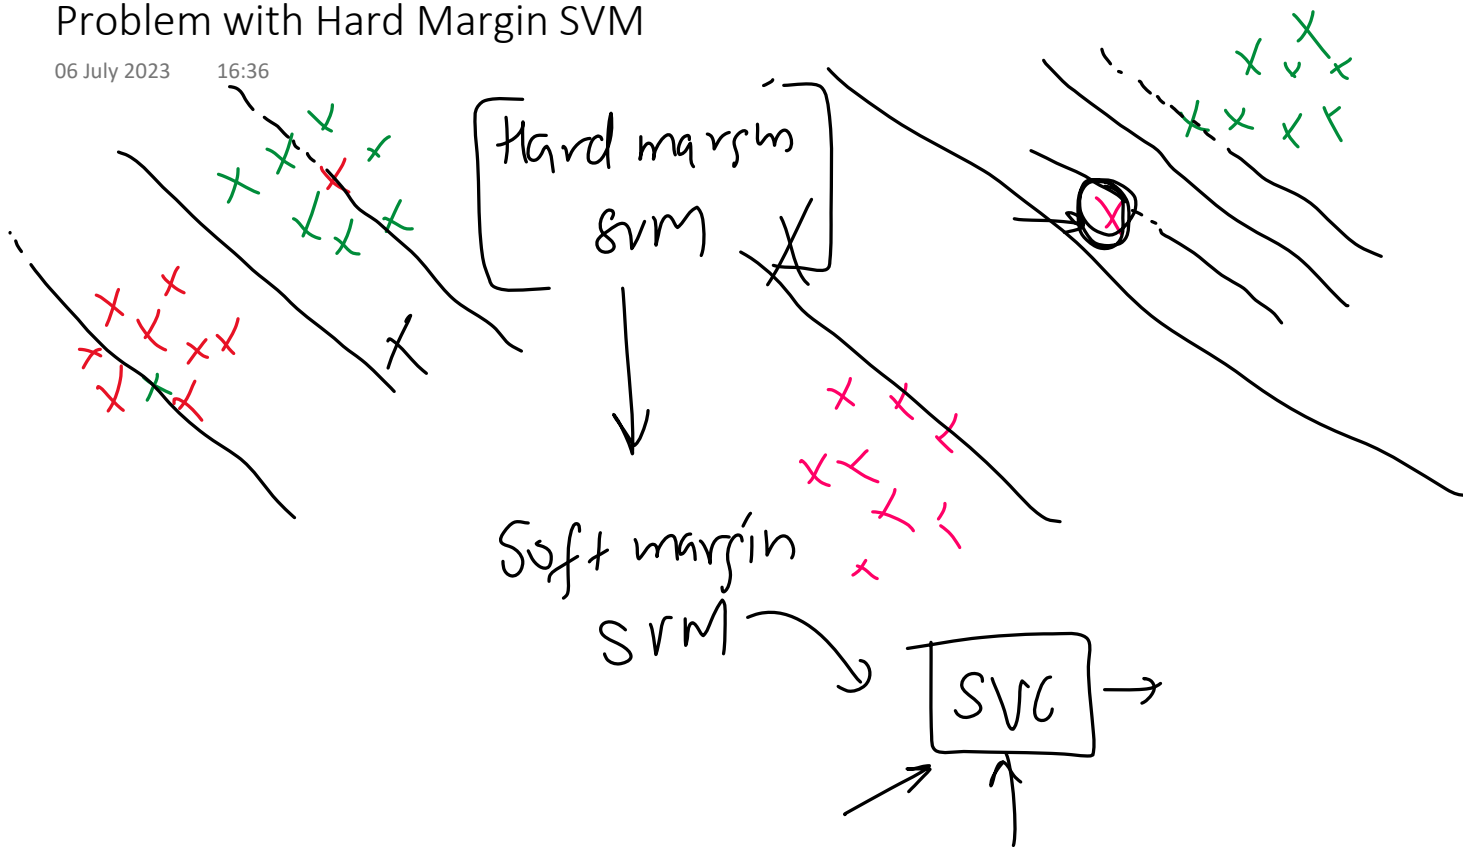 Problem with Hard Margin SVM
06 July 2023 16:36
Hard margin
SVM
Soft margin
SVM
SVC